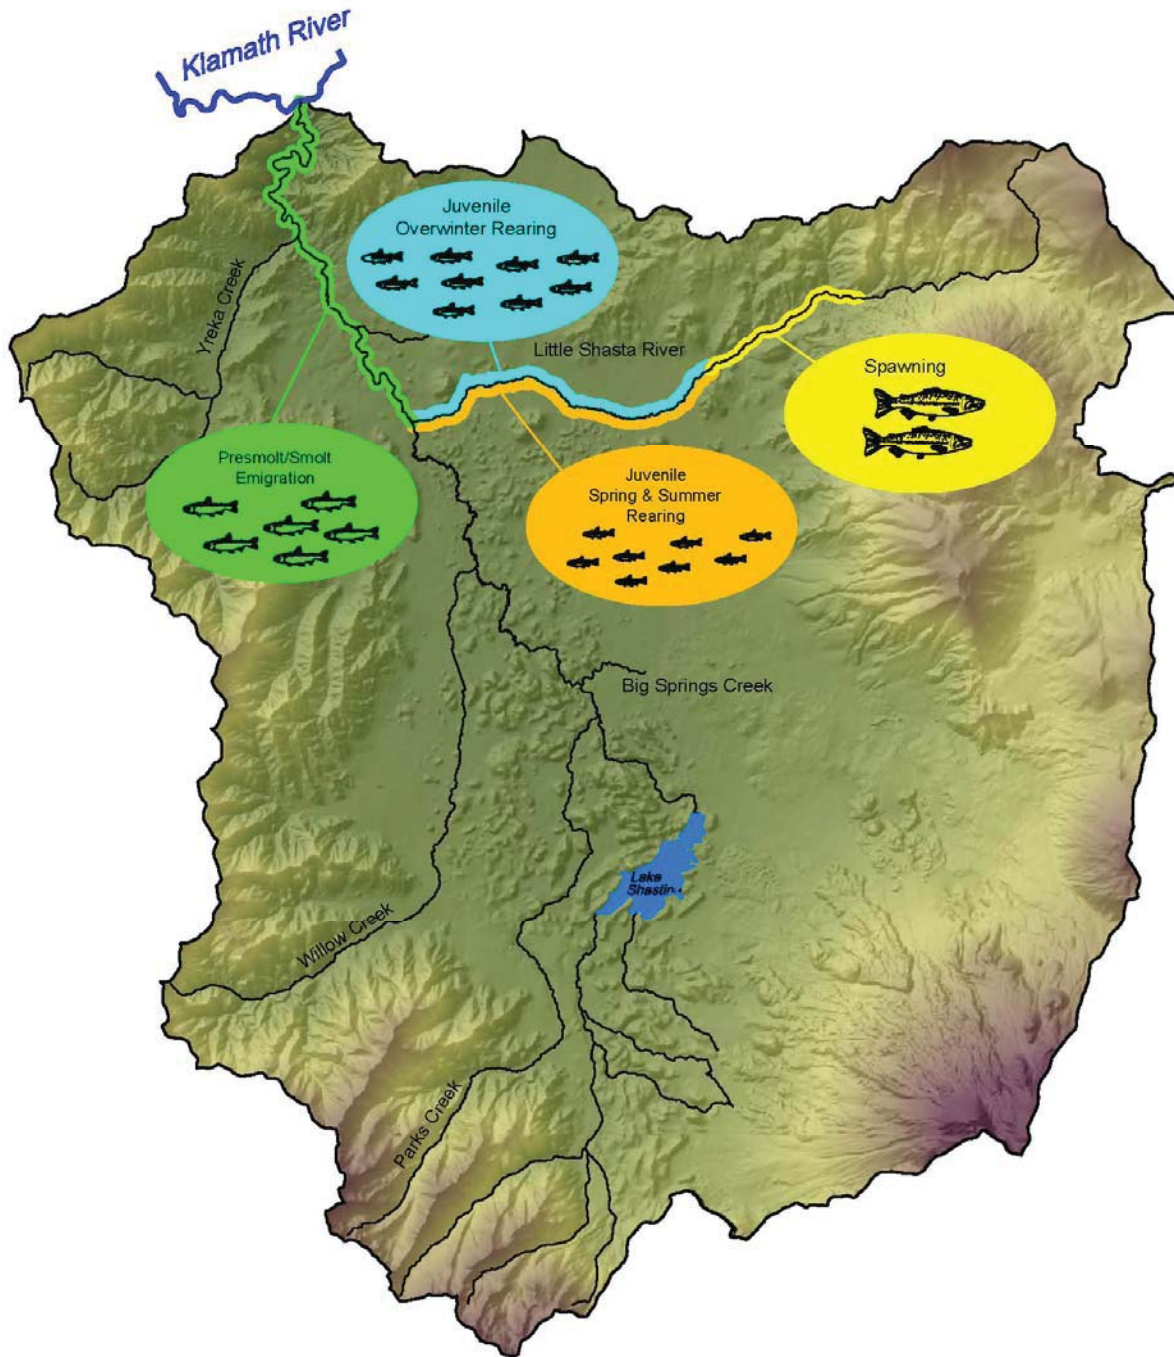 Klamath River
Juvenile
Overwinter Rearing
Yreka Creek
Little Shasta River
Spawning
Presmolt/Smolt
Emigration
Juvenile
Spring & Summer
Rearing
Big Springs Creek
Lake
Willow Creek
Parks Creek